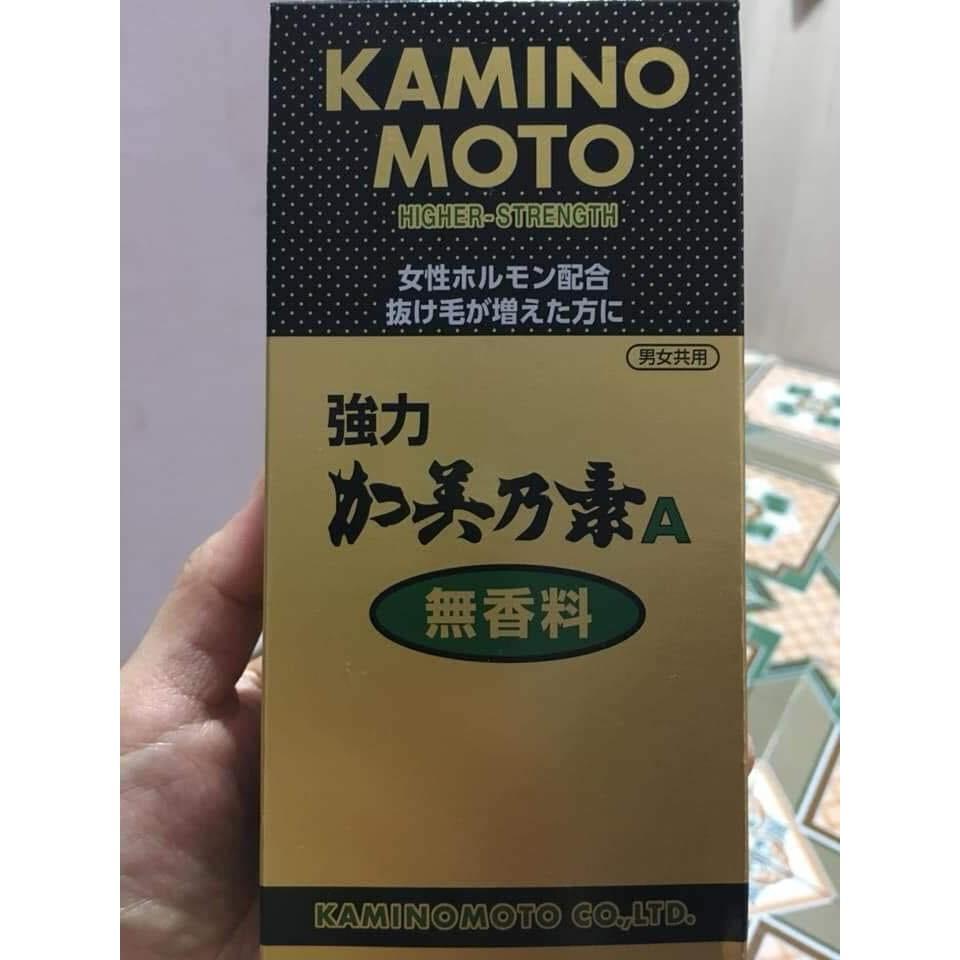 KAMINO
MOTO
HIGHER-STRENGTH
女性ホルモン配合
抜け毛が増えた方に
男女共用
強力
加美乃素A
無香料
KAMINOMOTO CO.,LTD.